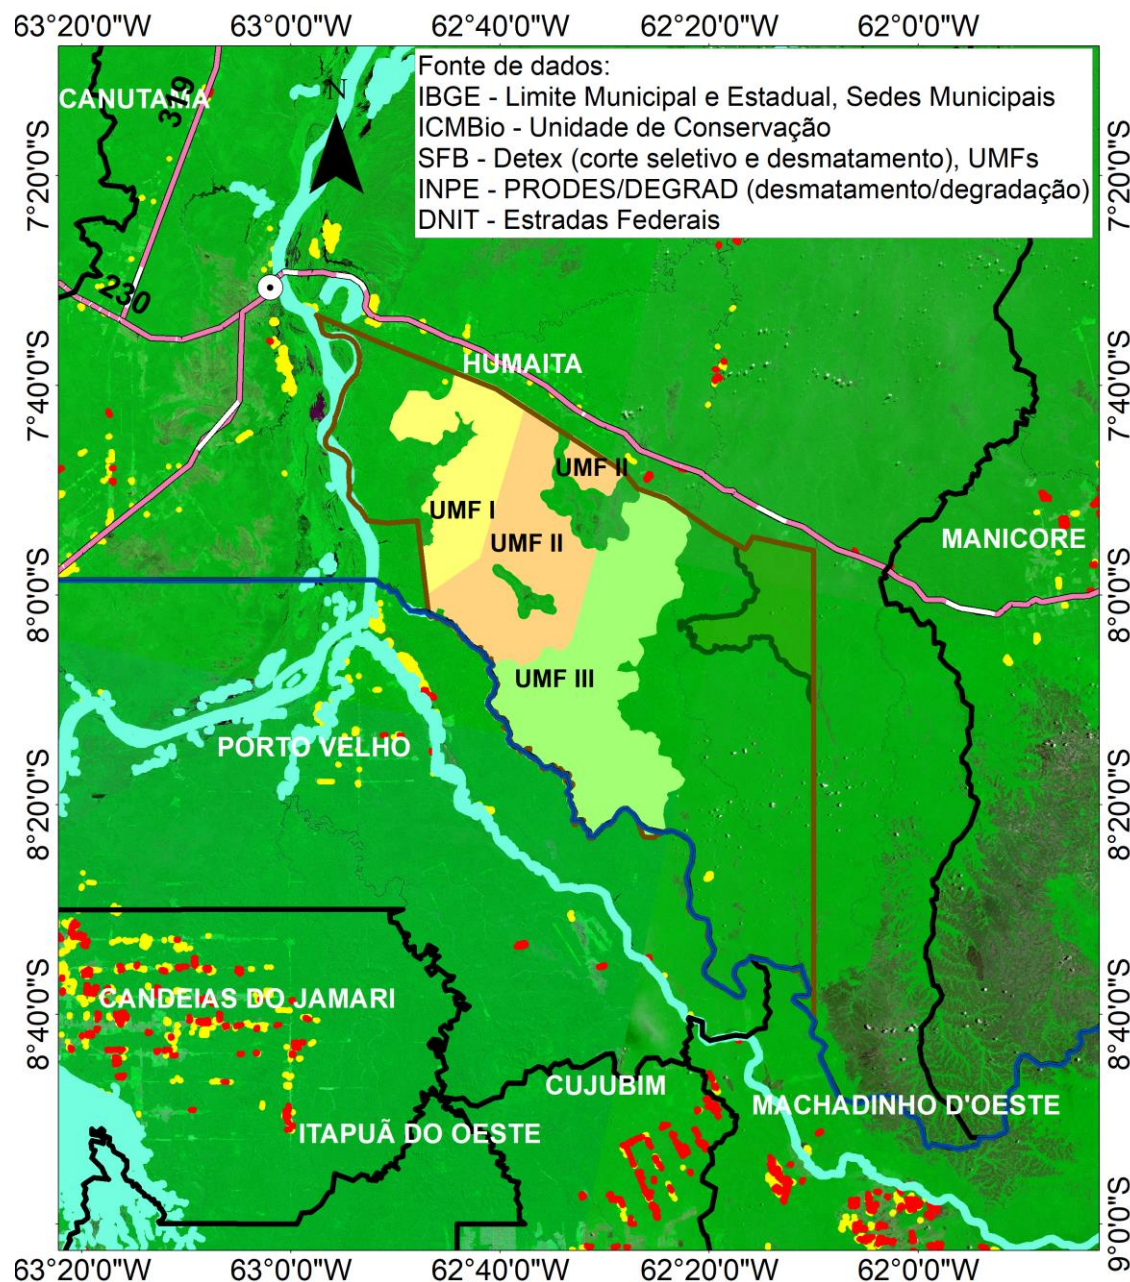 63°20'0"W 63°0'0"W 62°40'0"W 62°20'0"W 62°0'0"W
Fonte de dados:
IBGE - Limite Municipal e Estadual, Sedes Municipais
ICMBio - Unidade de Conservação
SFB - Detex (corte seletivo e desmatamento), UMFs
INPE - PRODES/DEGRAD (desmatamento/degradação)
DNIT - Estradas Federais
N
CANUTAMA
319
7°20'0"S 7°20'0"S
230
HUMAITA
7°40'0"S 7°40'0"S
UMF II
UMF I
UMF II
MANICORE
8°0'0"S 8°0'0"S
UMF III
PORTO VELHO
8°20'0"S 8°20'0"S
CANDEIAS DO JAMARI
8°40'0"S 8°40'0"S
CUJUBIM
MACHADINHO D'OESTE
ITAPUÃ DO OESTE
9°0'0"S
63°20'0"W 63°0'0"W 62°40'0"W 62°20'0"W 62°0'0"W